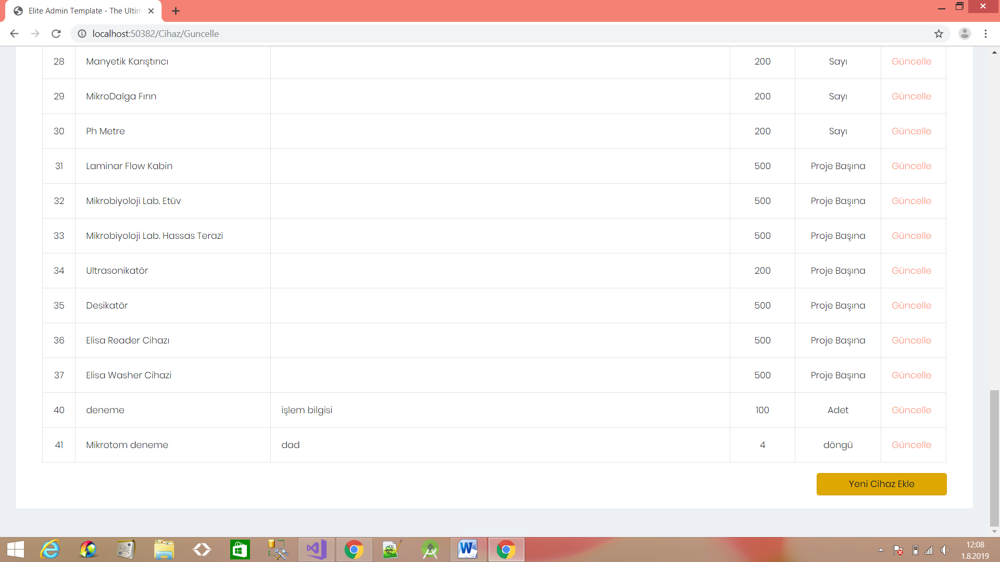 Elite Admin Template - The Ultim
localhost:50382/Cihaz/Guncelle
28 Manyetik Karıştırıcı 200 Sayı Güncelle
29 MikroDalga Fırın 200 Sayı Güncelle
30 Ph Metre 200 Sayı Güncelle
31 Laminar Flow Kabin 500 Proje Başına Güncelle
32 Mikrobiyoloji Lab. Etüv 500 Proje Başına Güncelle
33 Mikrobiyoloji Lab. Hassas Terazi 500 Proje Başına Güncelle
34 Ultrasonikatör 200 Proje Başına Güncelle
35 Desikatör 500 Proje Başına Güncelle
36 Elisa Reader Cihazı 500 Proje Başına Güncelle
37 Elisa Washer Cihazi 500 Proje Başına Güncelle
40 deneme işlem bilgisi 100 Adet Güncelle
41 Mikrotom deneme dad 4 döngü Güncelle
Yeni Cihaz Ekle
12:08
1.8.2019